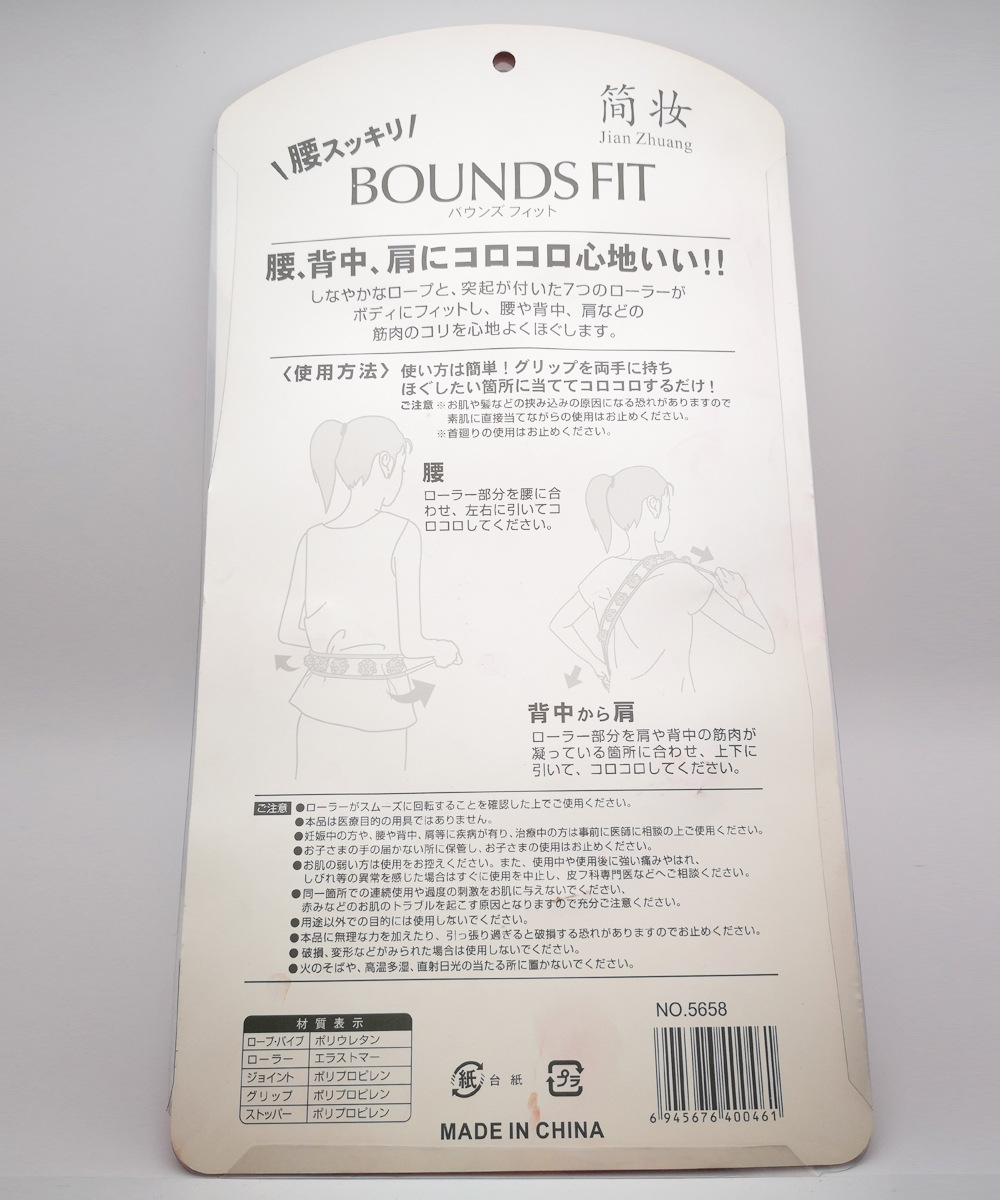 简妆
Jian Zhuang
\腰スッキリ/
BOUNDS FIT
バウンズ フィット
腰、背中、肩にコロコロ心地いい!!
しなやかなロープと、突起が付いた7つのローラーが
ボディにフィットし、腰や背中、肩などの
筋肉のコリを心地よくほぐします。
〈使用方法〉
使い方は簡単！グリップを両手に持ち
ほぐしたい箇所に当ててコロコロするだけ！
ご注意 ※お肌や髪などの挟み込みの原因になる恐れがありますので
素肌に直接当てながらの使用はお止めください。
※首廻りの使用はお止めください。
腰
ローラー部分を腰に合
わせ、左右に引いてコ
ロコロしてください。
背中から肩
ローラー部分を肩や背中の筋肉が
凝っている箇所に合わせ、上下に
引いて、コロコロしてください。
ご注意 ●ローラーがスムーズに回転することを確認した上でご使用ください。
●本品は医療目的の用具ではありません。
●妊娠中の方や、腰や背中、肩等に疾病が有り、治療中の方は事前に医師に相談の上ご使用ください。
●お子さまの手の届かない所に保管し、お子さまの使用はお止めください。
●お肌の弱い方は使用をお控えください。また、使用中や使用後に強い痛みやはれ、
しびれ等の異常を感じた場合はすぐに使用を中止し、皮フ科専門医などへご相談ください。
●同一箇所での連続使用や過度の刺激をお肌に与えないでください、
赤みなどのお肌のトラブルを起こす原因となりますので充分ご注意ください。
●用途以外での目的には使用しないでください。
●本品に無理な力を加えたり、引っ張り過ぎると破損する恐れがありますのでお止めください。
●破損、変形などがみられた場合は使用しないでください。
●火のそばや、高温多湿、直射日光の当たる所に置かないでください。
材質表示
ロープ・パイプ ポリウレタン
ローラー エラストマー
ジョイント ポリプロピレン
グリップ ポリプロピレン
ストッパー ポリプロピレン
紙 台紙 プラ
MADE IN CHINA
NO.5658
6 945676 400461